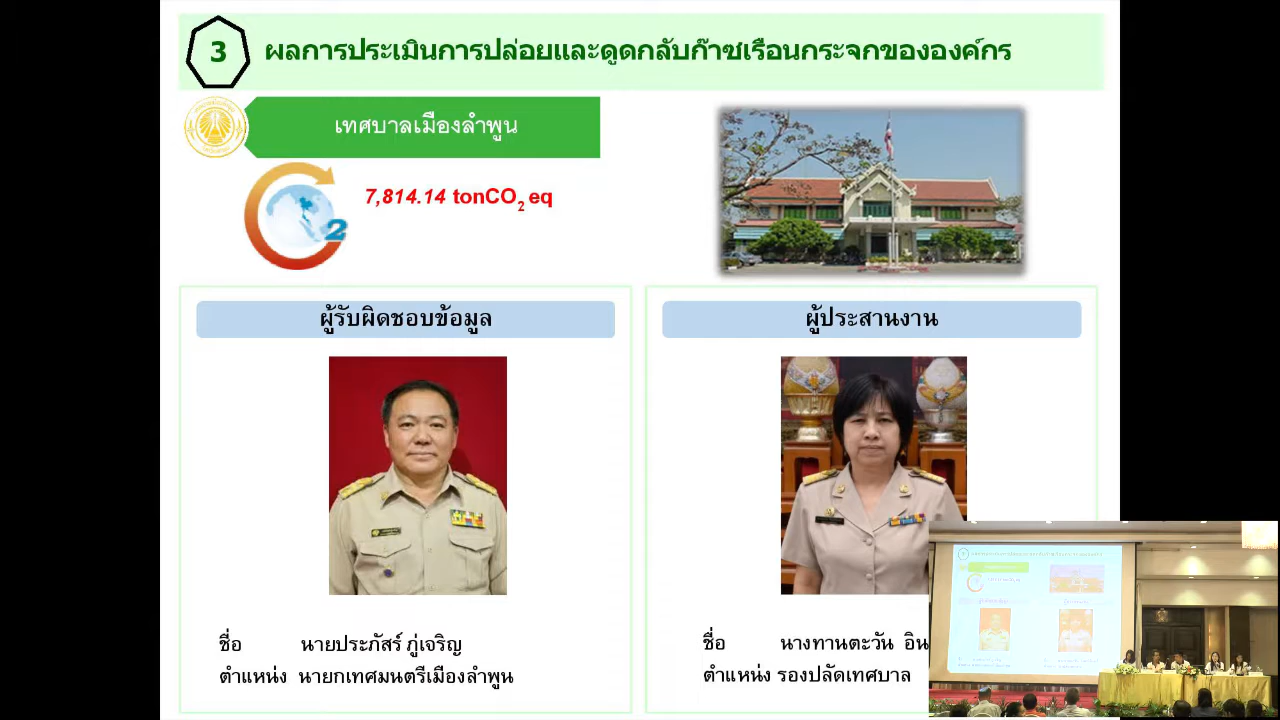 3
ผลการประเมินการปล่อยและดูดกลับก๊าซเรือนกระจกขององค์กร
เทศบาลเมืองลำพูน
7,814.14 tonCO2 eq
2
ผู้รับผิดชอบข้อมูล
ผู้ประสานงาน
ชื่อ นายประภัสร์ ภู่เจริญ
ตำแหน่ง นายกเทศมนตรีเมืองลำพูน
ชื่อ นางทานตะวัน อิน
ตำแหน่ง รองปลัดเทศบาล